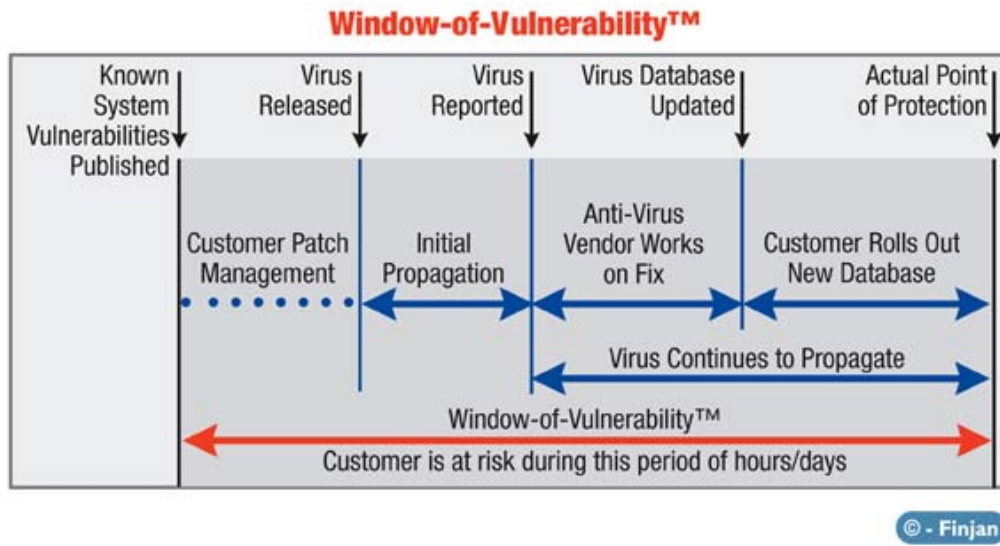 Window-of-Vulnerability™
Known
System
Vulnerabilities
Published
Virus
Released
Virus
Reported
Virus Database
Updated
Actual Point
of Protection
Customer Patch
Management
Initial
Propagation
Anti-Virus
Vendor Works
on Fix
Customer Rolls Out
New Database
Virus Continues to Propagate
Window-of-Vulnerability™
Customer is at risk during this period of hours/days
© - Finjan